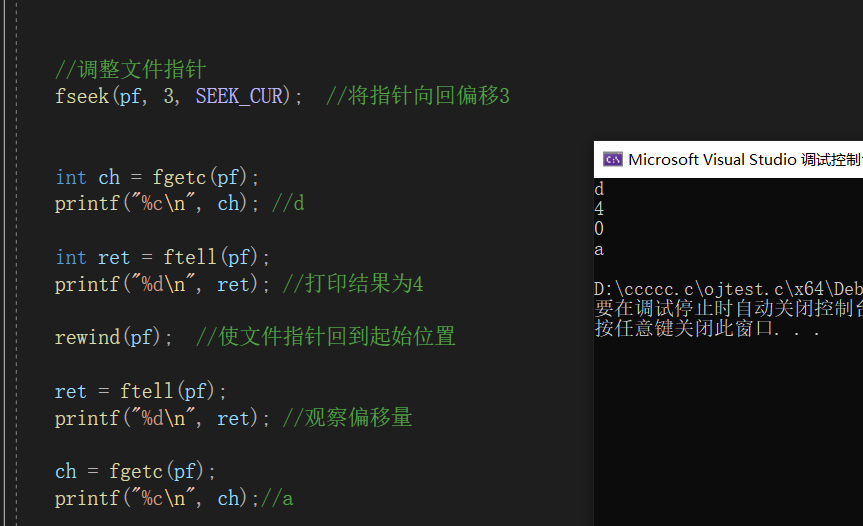 //调整文件指针
fseek(pf, 3, SEEK_CUR);  //将指针向回偏移3
int ch = fgetc(pf);
printf("%c\n", ch); //d
int ret = ftell(pf);
printf("%d\n", ret); //打印结果为4
rewind(pf);  //使文件指针回到起始位置
ret = ftell(pf);
printf("%d\n", ret); //观察偏移量
ch = fgetc(pf);
printf("%c\n", ch);//a
Microsoft Visual Studio 调试控制
d
4
0
a
D:\ccccc.c\ojtest.c\x64\Deb
要在调试停止时自动关闭控制台
按任意键关闭此窗口. . .